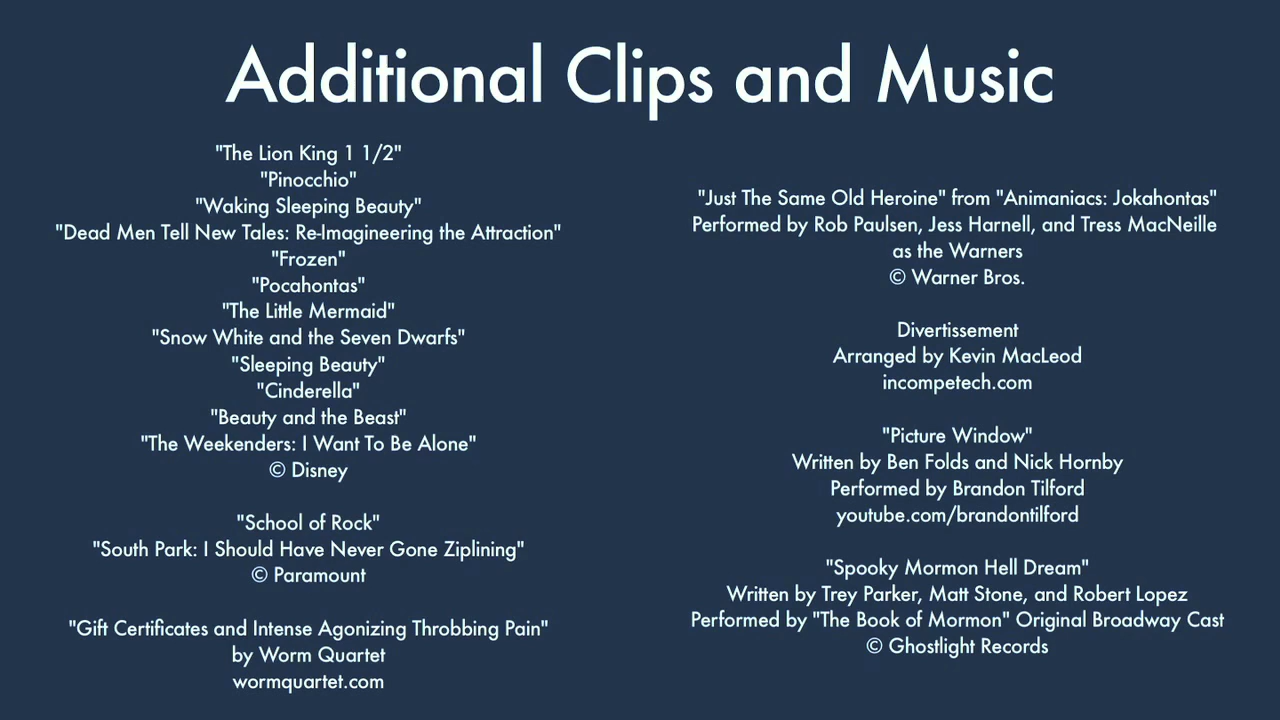 Additional Clips and Music
"The Lion King 1 1/2"
"Pinocchio"
"Waking Sleeping Beauty"
"Dead Men Tell New Tales: Re-Imagineering the Attraction"
"Frozen"
"Pocahontas"
"The Little Mermaid"
"Snow White and the Seven Dwarfs"
"Sleeping Beauty"
"Cinderella"
"Beauty and the Beast"
"The Weekenders: I Want To Be Alone"
© Disney
"School of Rock"
"South Park: I Should Have Never Gone Ziplining"
© Paramount
"Gift Certificates and Intense Agonizing Throbbing Pain"
by Worm Quartet
wormquartet.com
"Just The Same Old Heroine" from "Animaniacs: Jokahontas"
Performed by Rob Paulsen, Jess Harnell, and Tress MacNeille
as the Warners
© Warner Bros.
Divertissement
Arranged by Kevin MacLeod
incompetech.com
"Picture Window"
Written by Ben Folds and Nick Hornby
Performed by Brandon Tilford
youtube.com/brandontilford
"Spooky Mormon Hell Dream"
Written by Trey Parker, Matt Stone, and Robert Lopez
Performed by "The Book of Mormon" Original Broadway Cast
© Ghostlight Records